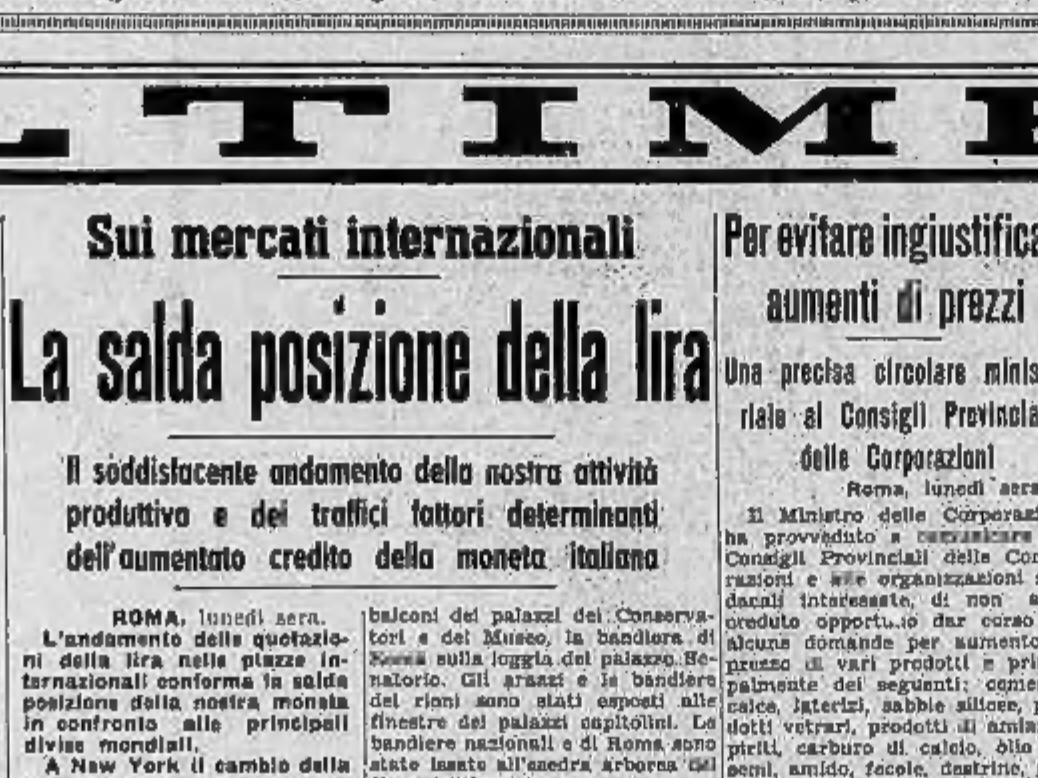 LTIME
Sui mercati internazionali
La salda posizione della lira
Il soddisfacente andamento della nostra attività
produttiva e dei traffici fattori determinanti
dell'aumentato credito della moneta italiana
ROMA, lunedì sera.
L'andamento delle quotazio-
ni della lira nelle piazze in-
ternazionali conferma la salda
posizione della nostra moneta
in confronto alle principali
divise mondiali.
A New York il cambio della
balconi dei palazzi dei Conserva-
tori e del Museo, la bandiera di
Roma sulla loggia del palazzo Se-
natorio. Gli arazzi e le bandiere
dei rioni sono stati esposti alle
finestre dei palazzi capitolini. Le
bandiere nazionali e di Roma sono
state issate all'esedra arborea del
Per evitare ingiustifica
aumenti di prezzi
Una precisa circolare minis
riale ai Consigli Provincia
delle Corporazioni
Roma, lunedì sera
Il Ministro delle Corporaz
ha provveduto a comunicare
Consigli Provinciali delle Cor
razioni e alle organizzazioni
dacali interessate, di non
creduto opportuno dar corso
alcune domande per aumento
prezzo di vari prodotti e prin
palmente dei seguenti: cemen
calce, laterizi, sabbie silicee, p
dotti vetrari, prodotti di amian
piriti, carburo di calcio, olio
semi, amido, fecole, destrine,